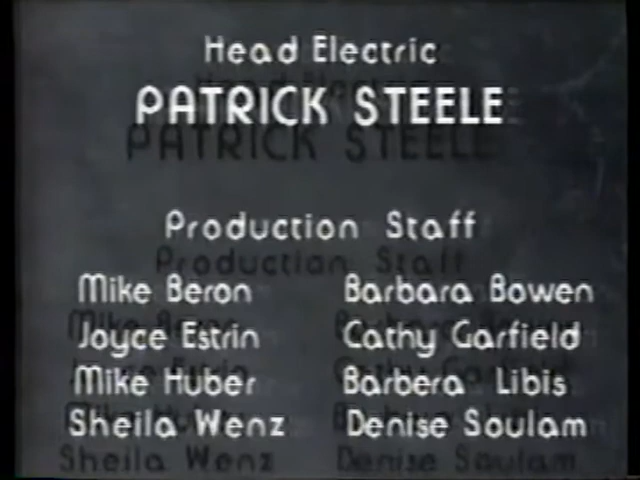 Head Electric
PATRICK STEELE
Production Staff
Mike Beron Barbara Bowen
Joyce Estrin Cathy Garfield
Mike Huber Barbera Libis
Sheila Wenz Denise Soulam